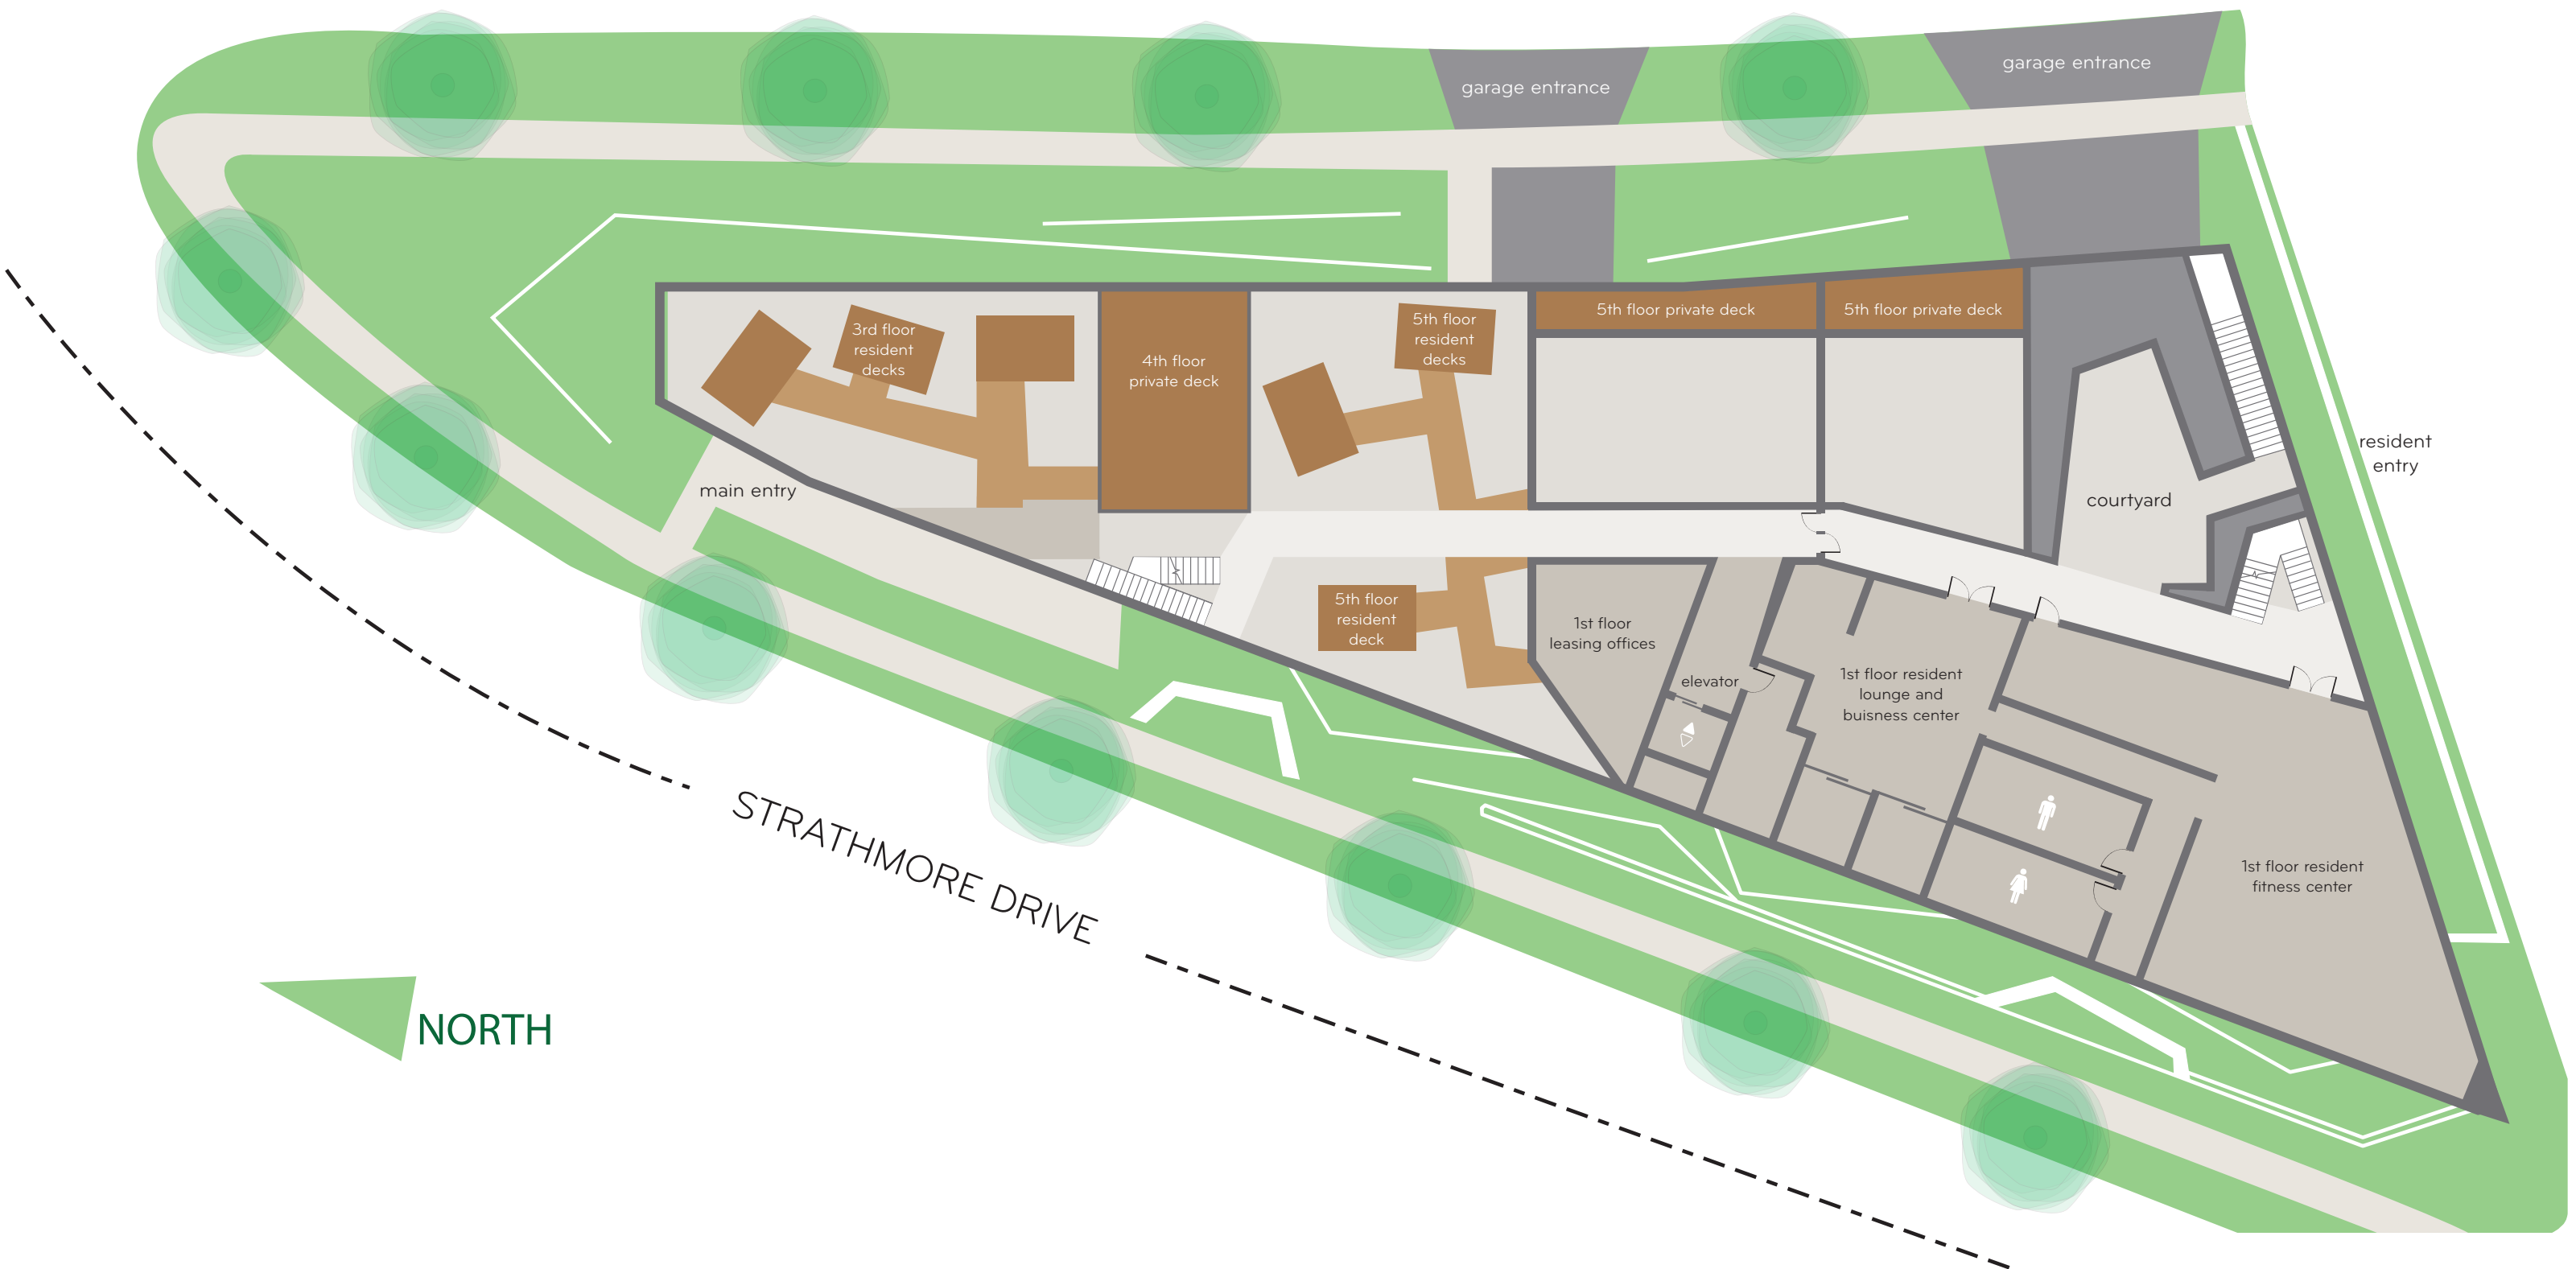 garage entrance
garage entrance
3rd floor
resident
decks
4th floor
private deck
5th floor
resident
decks
5th floor private deck
5th floor private deck
resident
entry
main entry
courtyard
5th floor
resident
deck
1st floor
leasing offices
elevator
1st floor resident
lounge and
buisness center
1st floor resident
fitness center
STRATHMORE DRIVE
NORTH